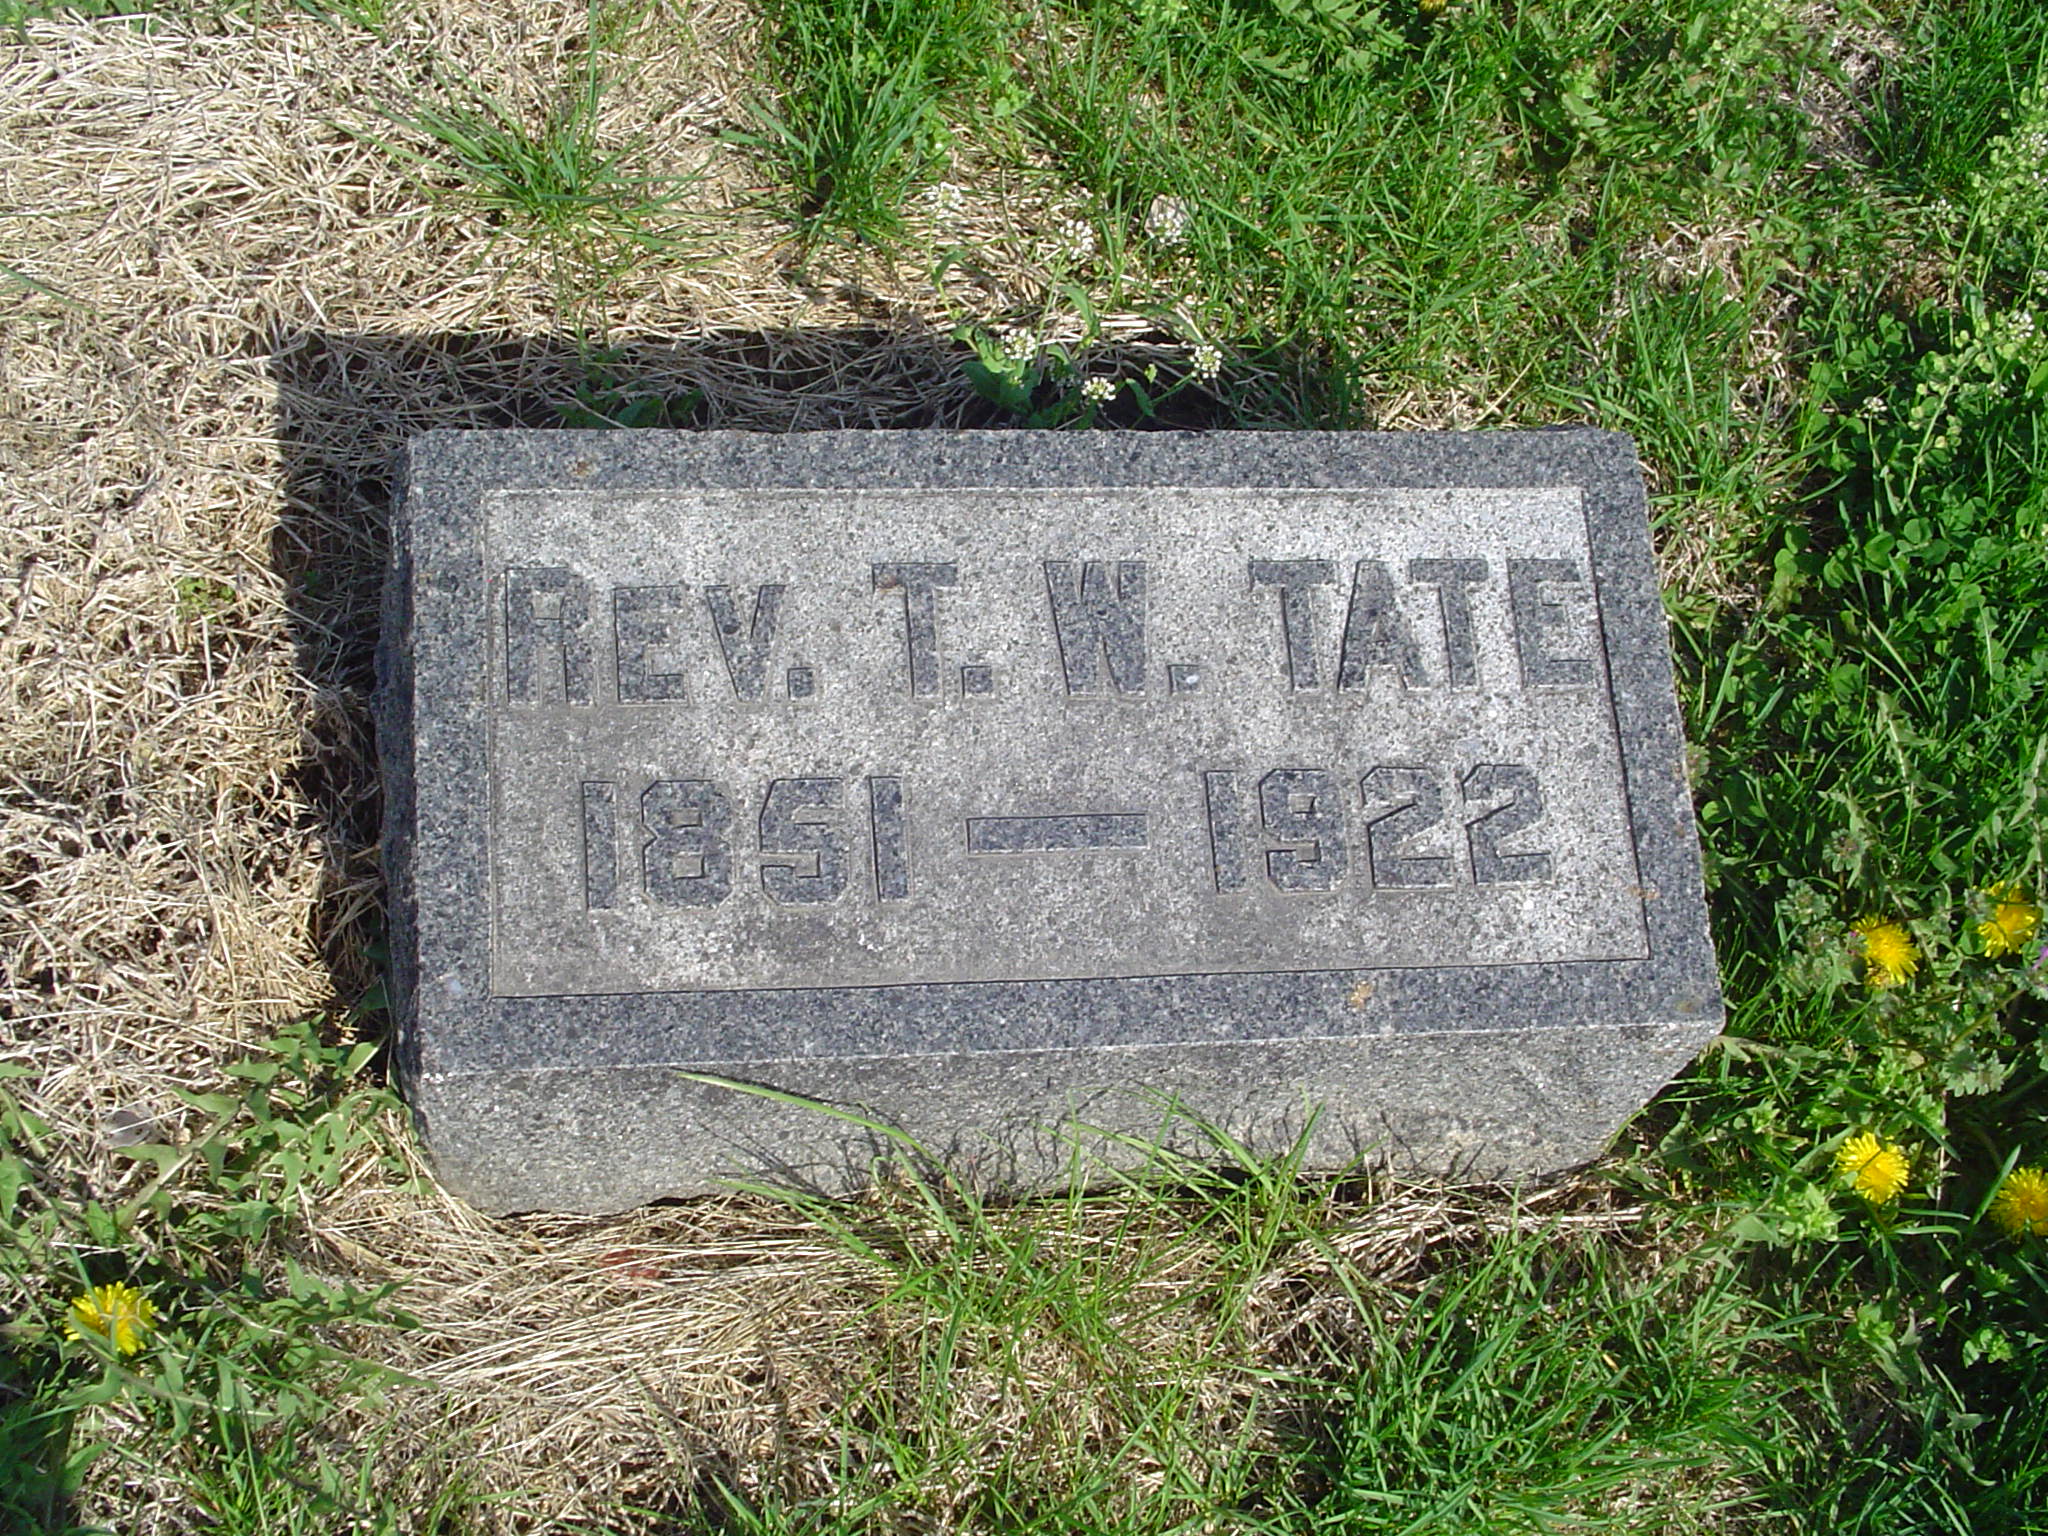 REV. T. W. TATE
1851 — 1922